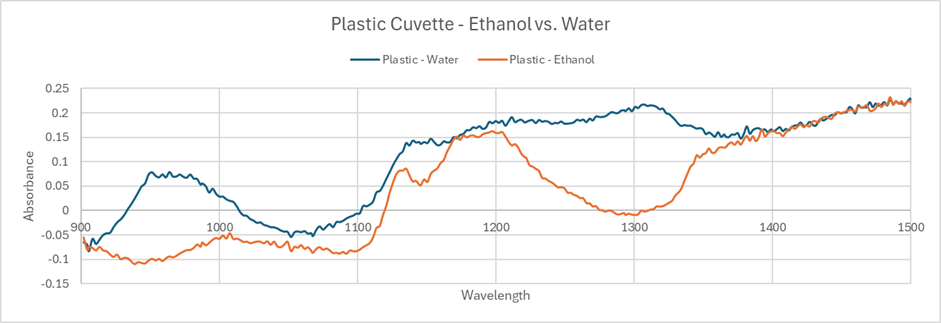 Plastic Cuvette - Ethanol vs. Water
Plastic - Water Plastic - Ethanol
0.25
0.2
0.15
0.1
0.05
0
-0.05
-0.1
-0.15
900 1000 1100 1200 1300 1400 1500
Absorbance
Wavelength